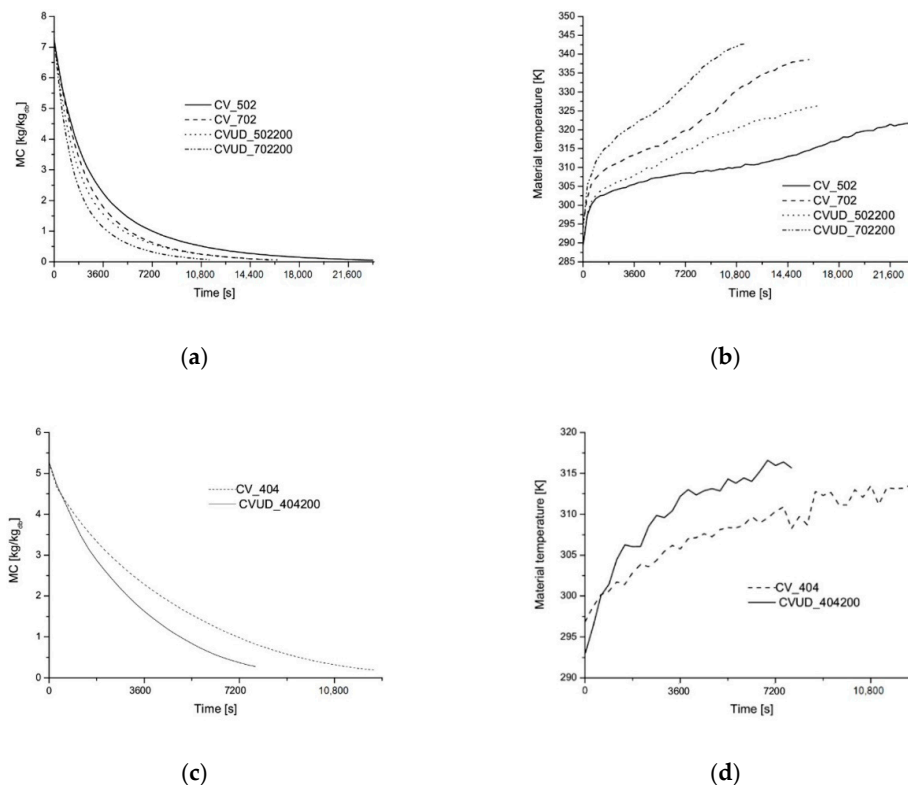 8
7
6
5
4
3
2
1
0
MC [kg/kg_db]
CV_502
CV_702
CVUD_502200
CVUD_702200
0 3600 7200 10,800 14,400 18,000 21,600
Time [s]
(a)
350
345
340
335
330
325
320
315
310
305
300
295
290
285
Material temperature [K]
CV_502
CV_702
CVUD_502200
CVUD_702200
0 3600 7200 10,800 14,400 18,000 21,600
Time [s]
(b)
6
5
4
3
2
1
0
MC [kg/kg_db]
CV_404
CVUD_404200
0 3600 7200 10,800
Time [s]
(c)
320
315
310
305
300
295
290
Material temperature [K]
CV_404
CVUD_404200
0 3600 7200 10,800
Time [s]
(d)